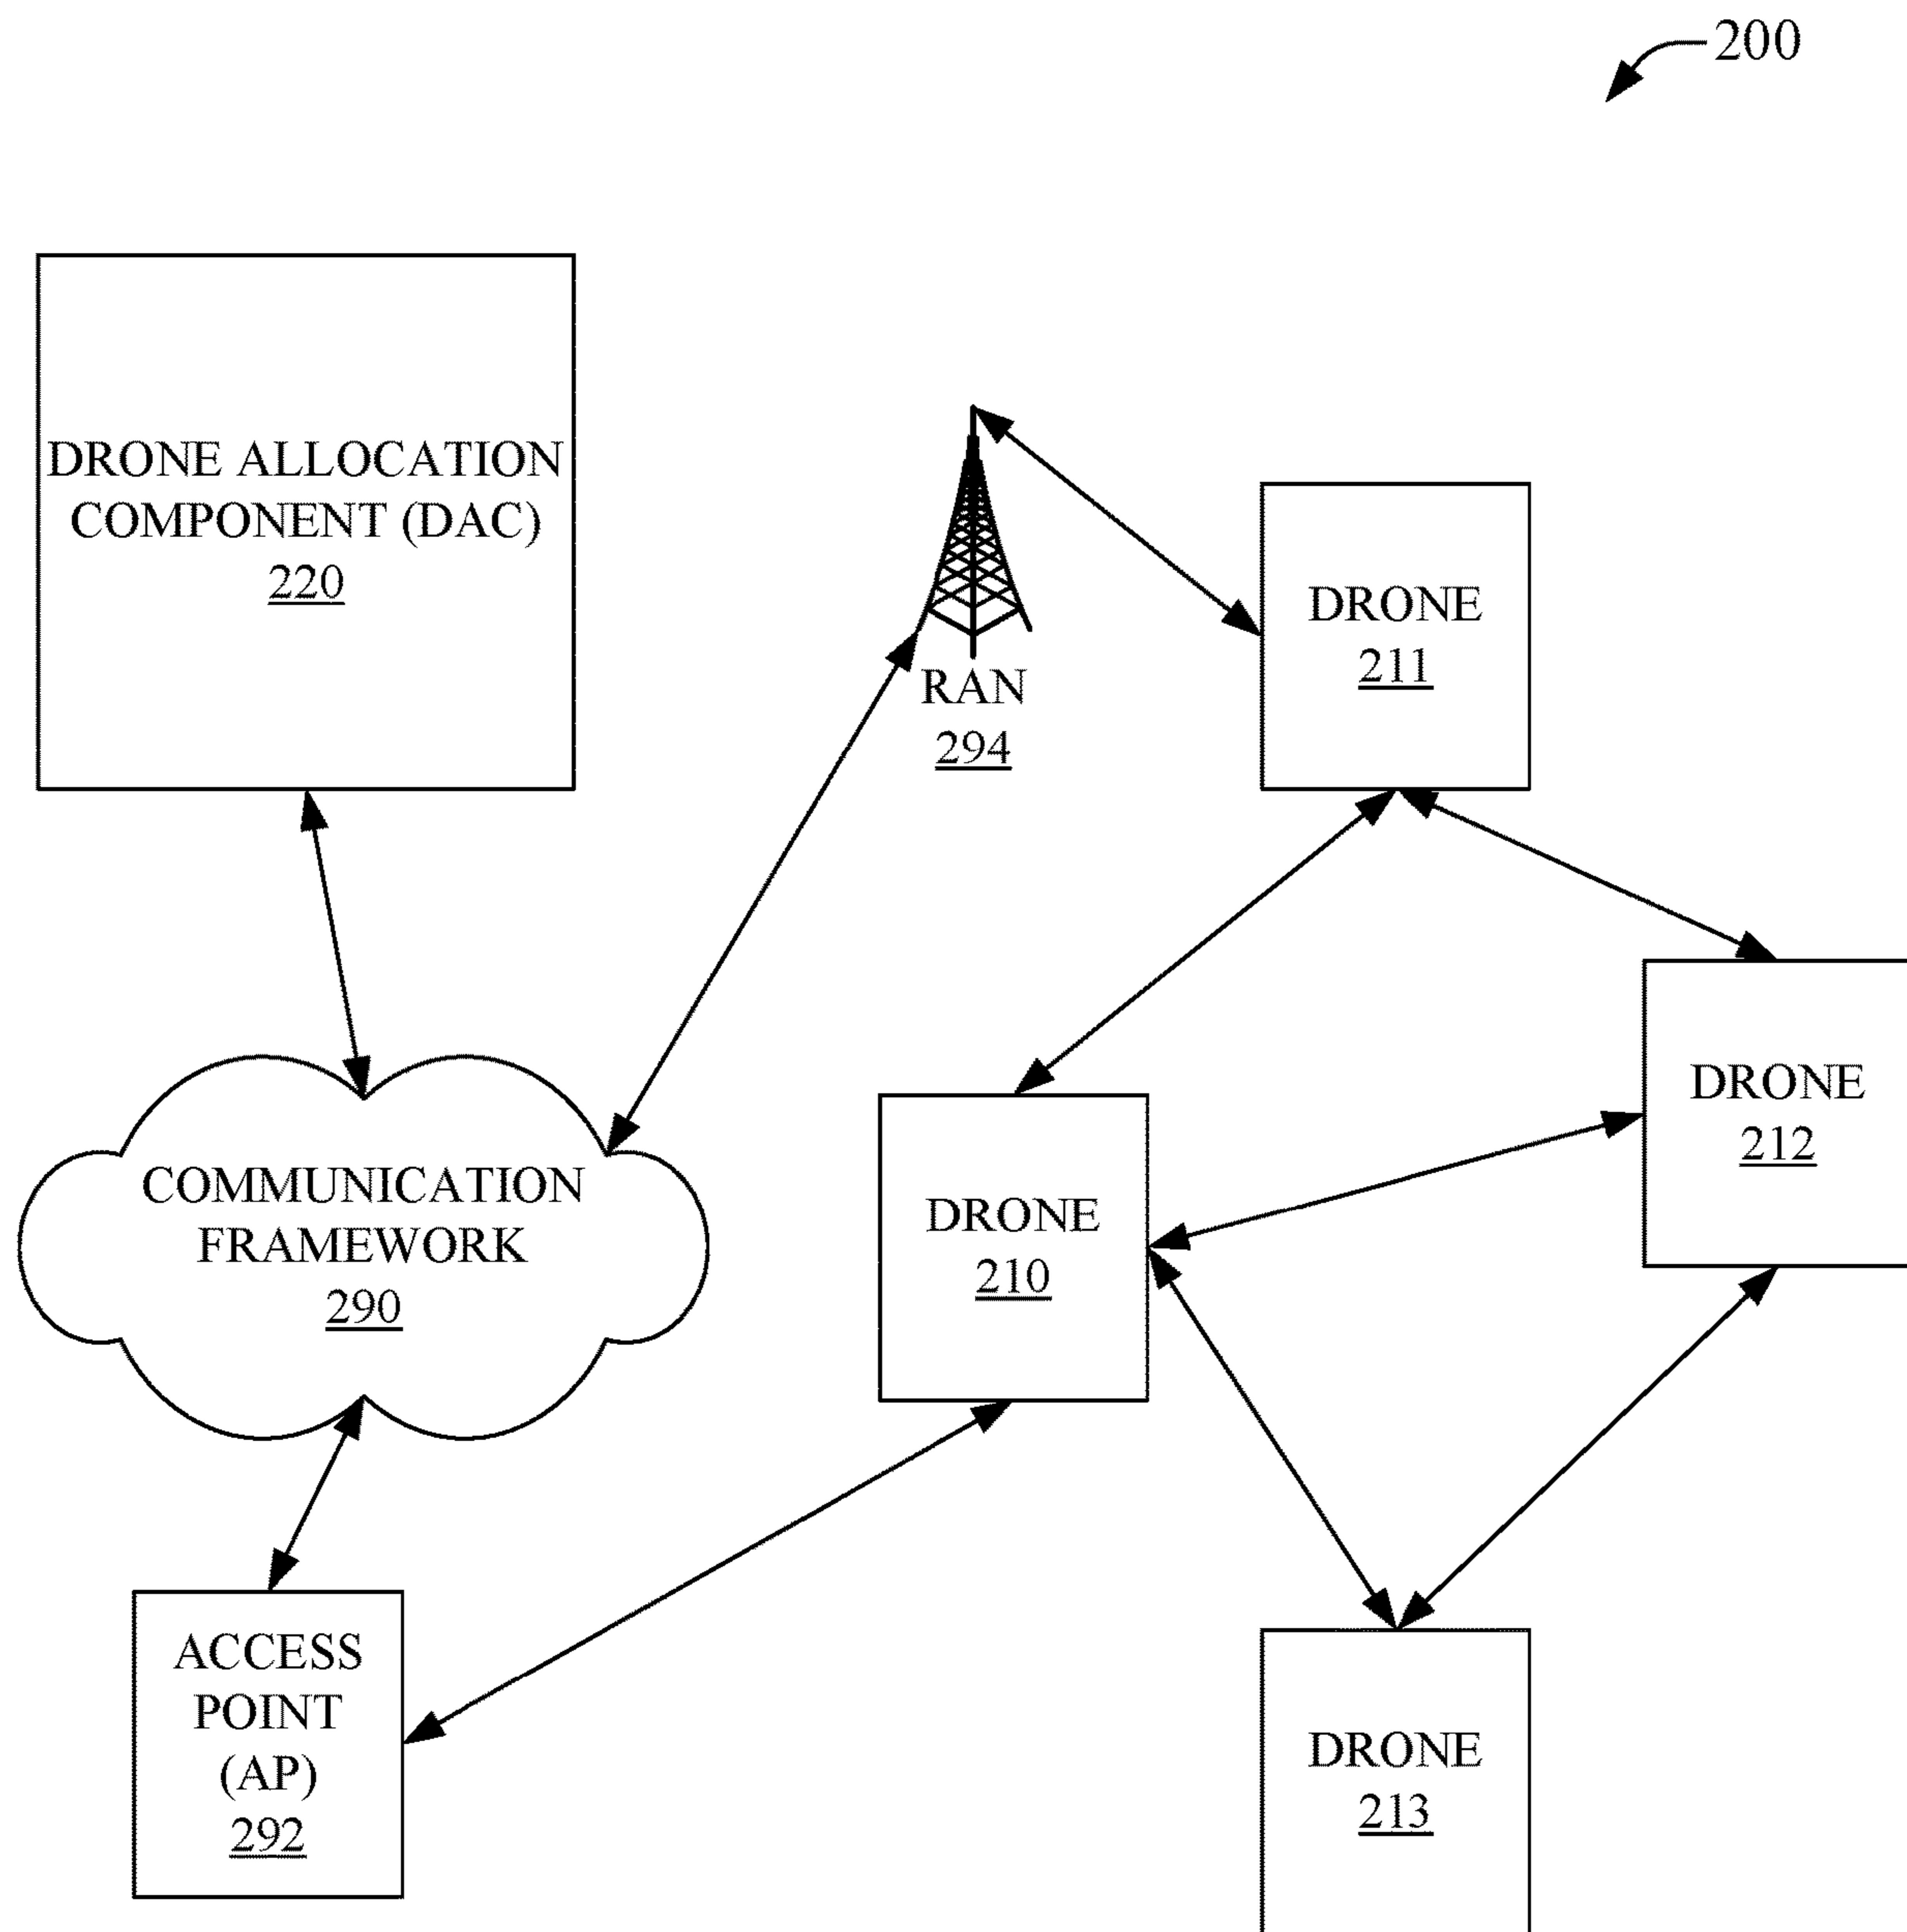 200
DRONE ALLOCATION
COMPONENT (DAC)
220
RAN
294
DRONE
211
DRONE
212
COMMUNICATION
FRAMEWORK
290
DRONE
210
ACCESS
POINT
(AP)
292
DRONE
213